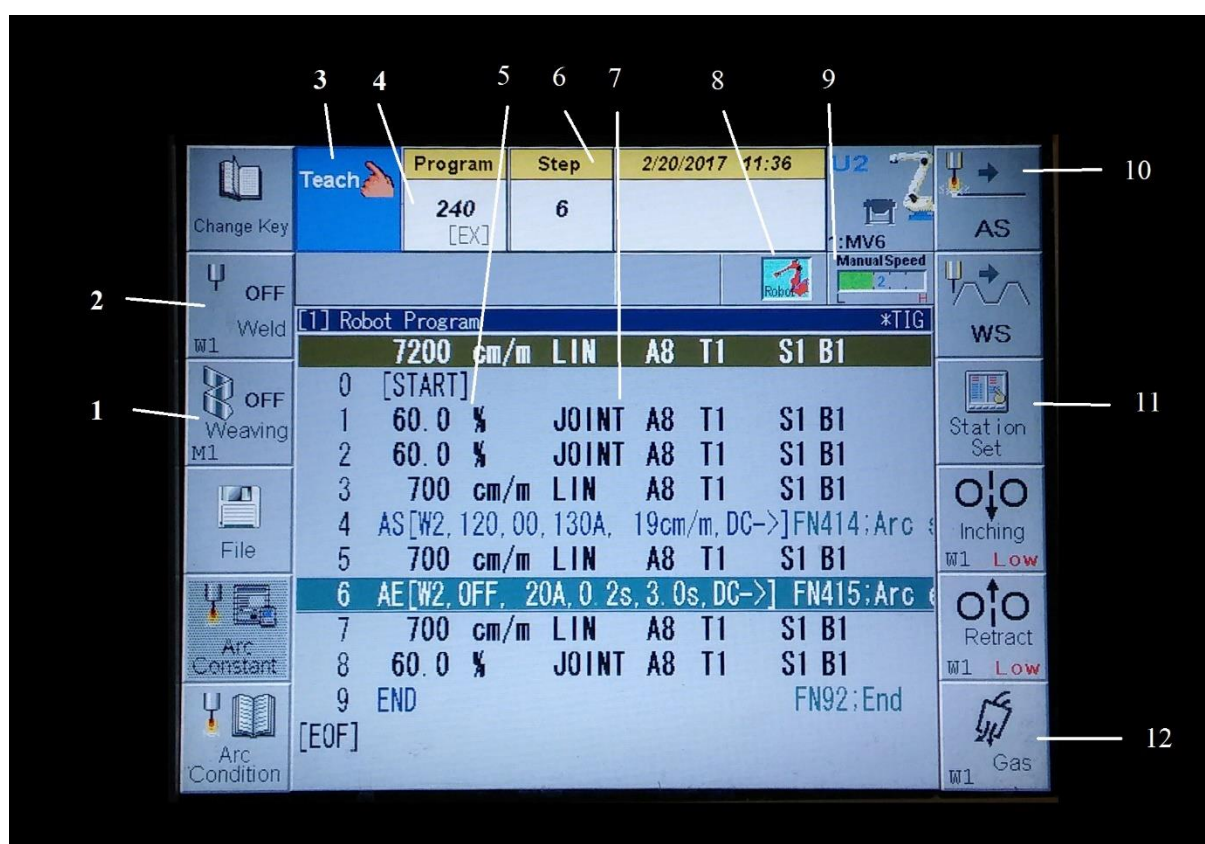 3 4 5 6 7 8 9
Change Key
Teach
Program
240
[EX]
Step
6
2/20/2017 11:36
U2
1:MV6
AS
10
2
OFF
Weld
W1
Robot
Manual Speed
2
L H
WS
[1] Robot Program *TIG
7200 cm/m LIN A8 T1 S1 B1
0 [START]
1 60.0 % JOINT A8 T1 S1 B1
2 60.0 % JOINT A8 T1 S1 B1
3 700 cm/m LIN A8 T1 S1 B1
4 AS[W2,120,00,130A, 19cm/m,DC->]FN414;Arc s
5 700 cm/m LIN A8 T1 S1 B1
6 AE[W2,OFF, 20A,0.2s,3.0s,DC->] FN415;Arc e
7 700 cm/m LIN A8 T1 S1 B1
8 60.0 % JOINT A8 T1 S1 B1
9 END FN92;End
[EOF]
1
OFF
Weaving
M1
File
Arc
Constant
Arc
Condition
Station
Set
11
Inching
W1 Low
Retract
W1 Low
Gas
W1
12